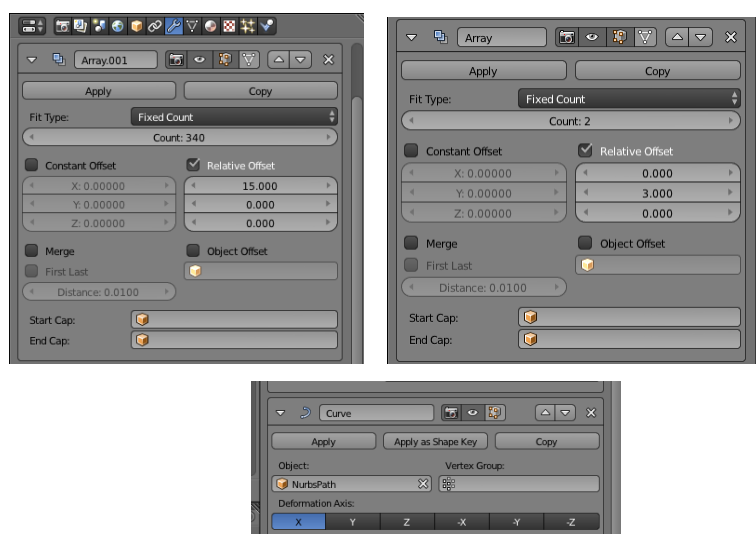 Array.001
Apply Copy
Fit Type: Fixed Count
Count: 340
Constant Offset Relative Offset
X: 0.00000 15.000
Y: 0.00000 0.000
Z: 0.00000 0.000
Merge Object Offset
First Last
Distance: 0.0100
Start Cap:
End Cap:
Array
Apply Copy
Fit Type: Fixed Count
Count: 2
Constant Offset Relative Offset
X: 0.00000 0.000
Y: 0.00000 3.000
Z: 0.00000 0.000
Merge Object Offset
First Last
Distance: 0.0100
Start Cap:
End Cap:
Curve
Apply Apply as Shape Key Copy
Object: Vertex Group:
NurbsPath
Deformation Axis:
X Y Z -X -Y -Z